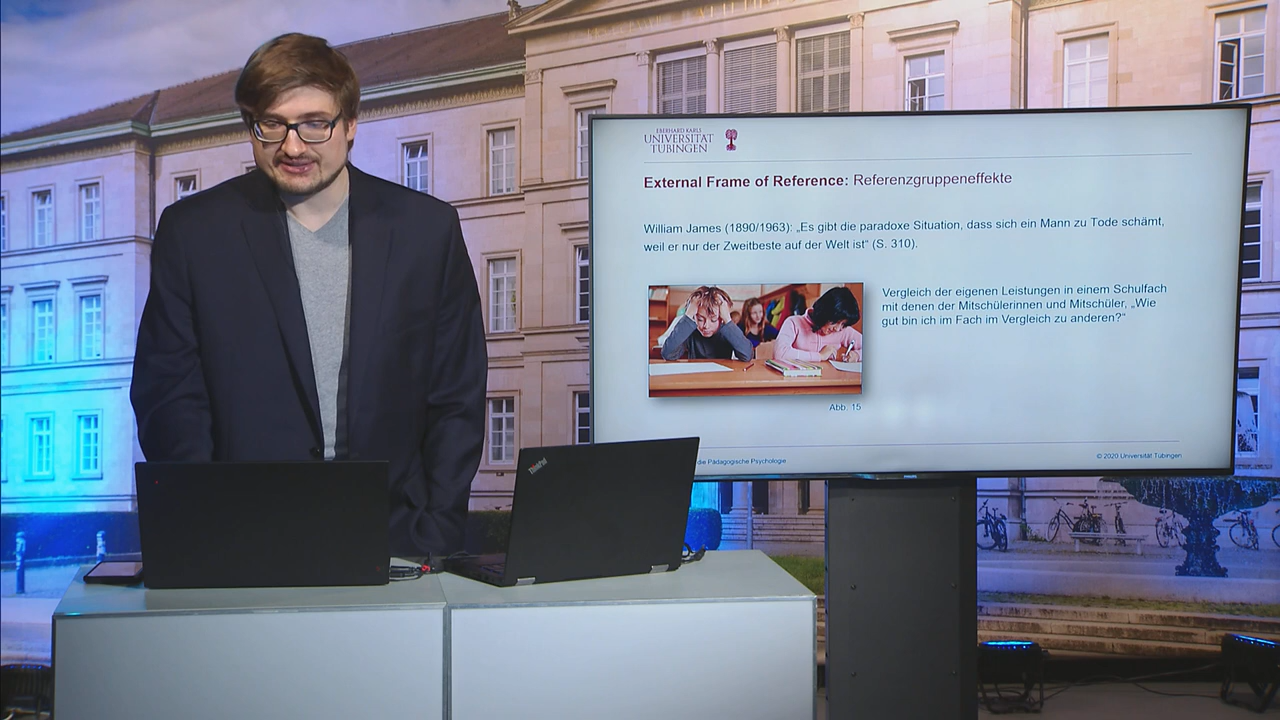 EBERHARD KARLS
UNIVERSITÄT
TÜBINGEN
External Frame of Reference: Referenzgruppeneffekte
William James (1890/1963): „Es gibt die paradoxe Situation, dass sich ein Mann zu Tode schämt,
weil er nur der Zweitbeste auf der Welt ist“ (S. 310).
Vergleich der eigenen Leistungen in einem Schulfach
mit denen der Mitschülerinnen und Mitschüler, „Wie
gut bin ich im Fach im Vergleich zu anderen?“
Abb. 15
die Pädagogische Psychologie
© 2020 Universität Tübingen
ThinkPad